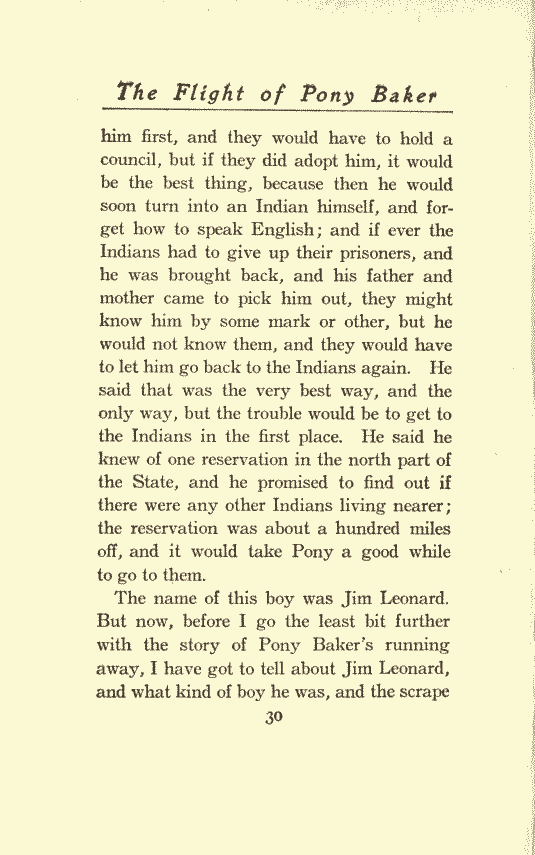 The Flight of Pony Baker
him first, and they would have to hold a
council, but if they did adopt him, it would
be the best thing, because then he would
soon turn into an Indian himself, and for-
get how to speak English; and if ever the
Indians had to give up their prisoners, and
he was brought back, and his father and
mother came to pick him out, they might
know him by some mark or other, but he
would not know them, and they would have
to let him go back to the Indians again. He
said that was the very best way, and the
only way, but the trouble would be to get to
the Indians in the first place. He said he
knew of one reservation in the north part of
the State, and he promised to find out if
there were any other Indians living nearer;
the reservation was about a hundred miles
off, and it would take Pony a good while
to go to them.
The name of this boy was Jim Leonard.
But now, before I go the least bit further
with the story of Pony Baker's running
away, I have got to tell about Jim Leonard,
and what kind of boy he was, and the scrape
30